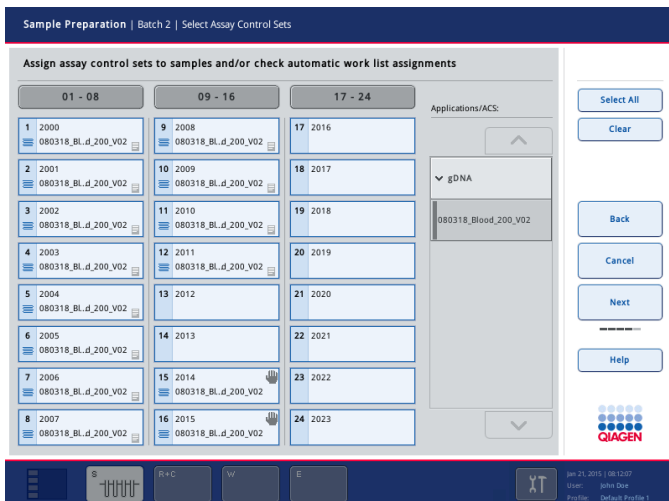 Sample Preparation | Batch 2 | Select Assay Control Sets
Assign assay control sets to samples and/or check automatic work list assignments
01 - 08
09 - 16
17 - 24
Applications/ACS:
1 2000
080318_Bl..d_200_V02
2 2001
080318_Bl..d_200_V02
3 2002
080318_Bl..d_200_V02
4 2003
080318_Bl..d_200_V02
5 2004
080318_Bl..d_200_V02
6 2005
080318_Bl..d_200_V02
7 2006
080318_Bl..d_200_V02
8 2007
080318_Bl..d_200_V02
9 2008
080318_Bl..d_200_V02
10 2009
080318_Bl..d_200_V02
11 2010
080318_Bl..d_200_V02
12 2011
080318_Bl..d_200_V02
13 2012
14 2013
15 2014
080318_Bl..d_200_V02
16 2015
080318_Bl..d_200_V02
17 2016
18 2017
19 2018
20 2019
21 2020
22 2021
23 2022
24 2023
gDNA
080318_Blood_200_V02
Select All
Clear
Back
Cancel
Next
Help
QIAGEN
S
R+C
W
E
Jan 21, 2015 | 08:12:07
User: John Doe
Profile: Default Profile 1